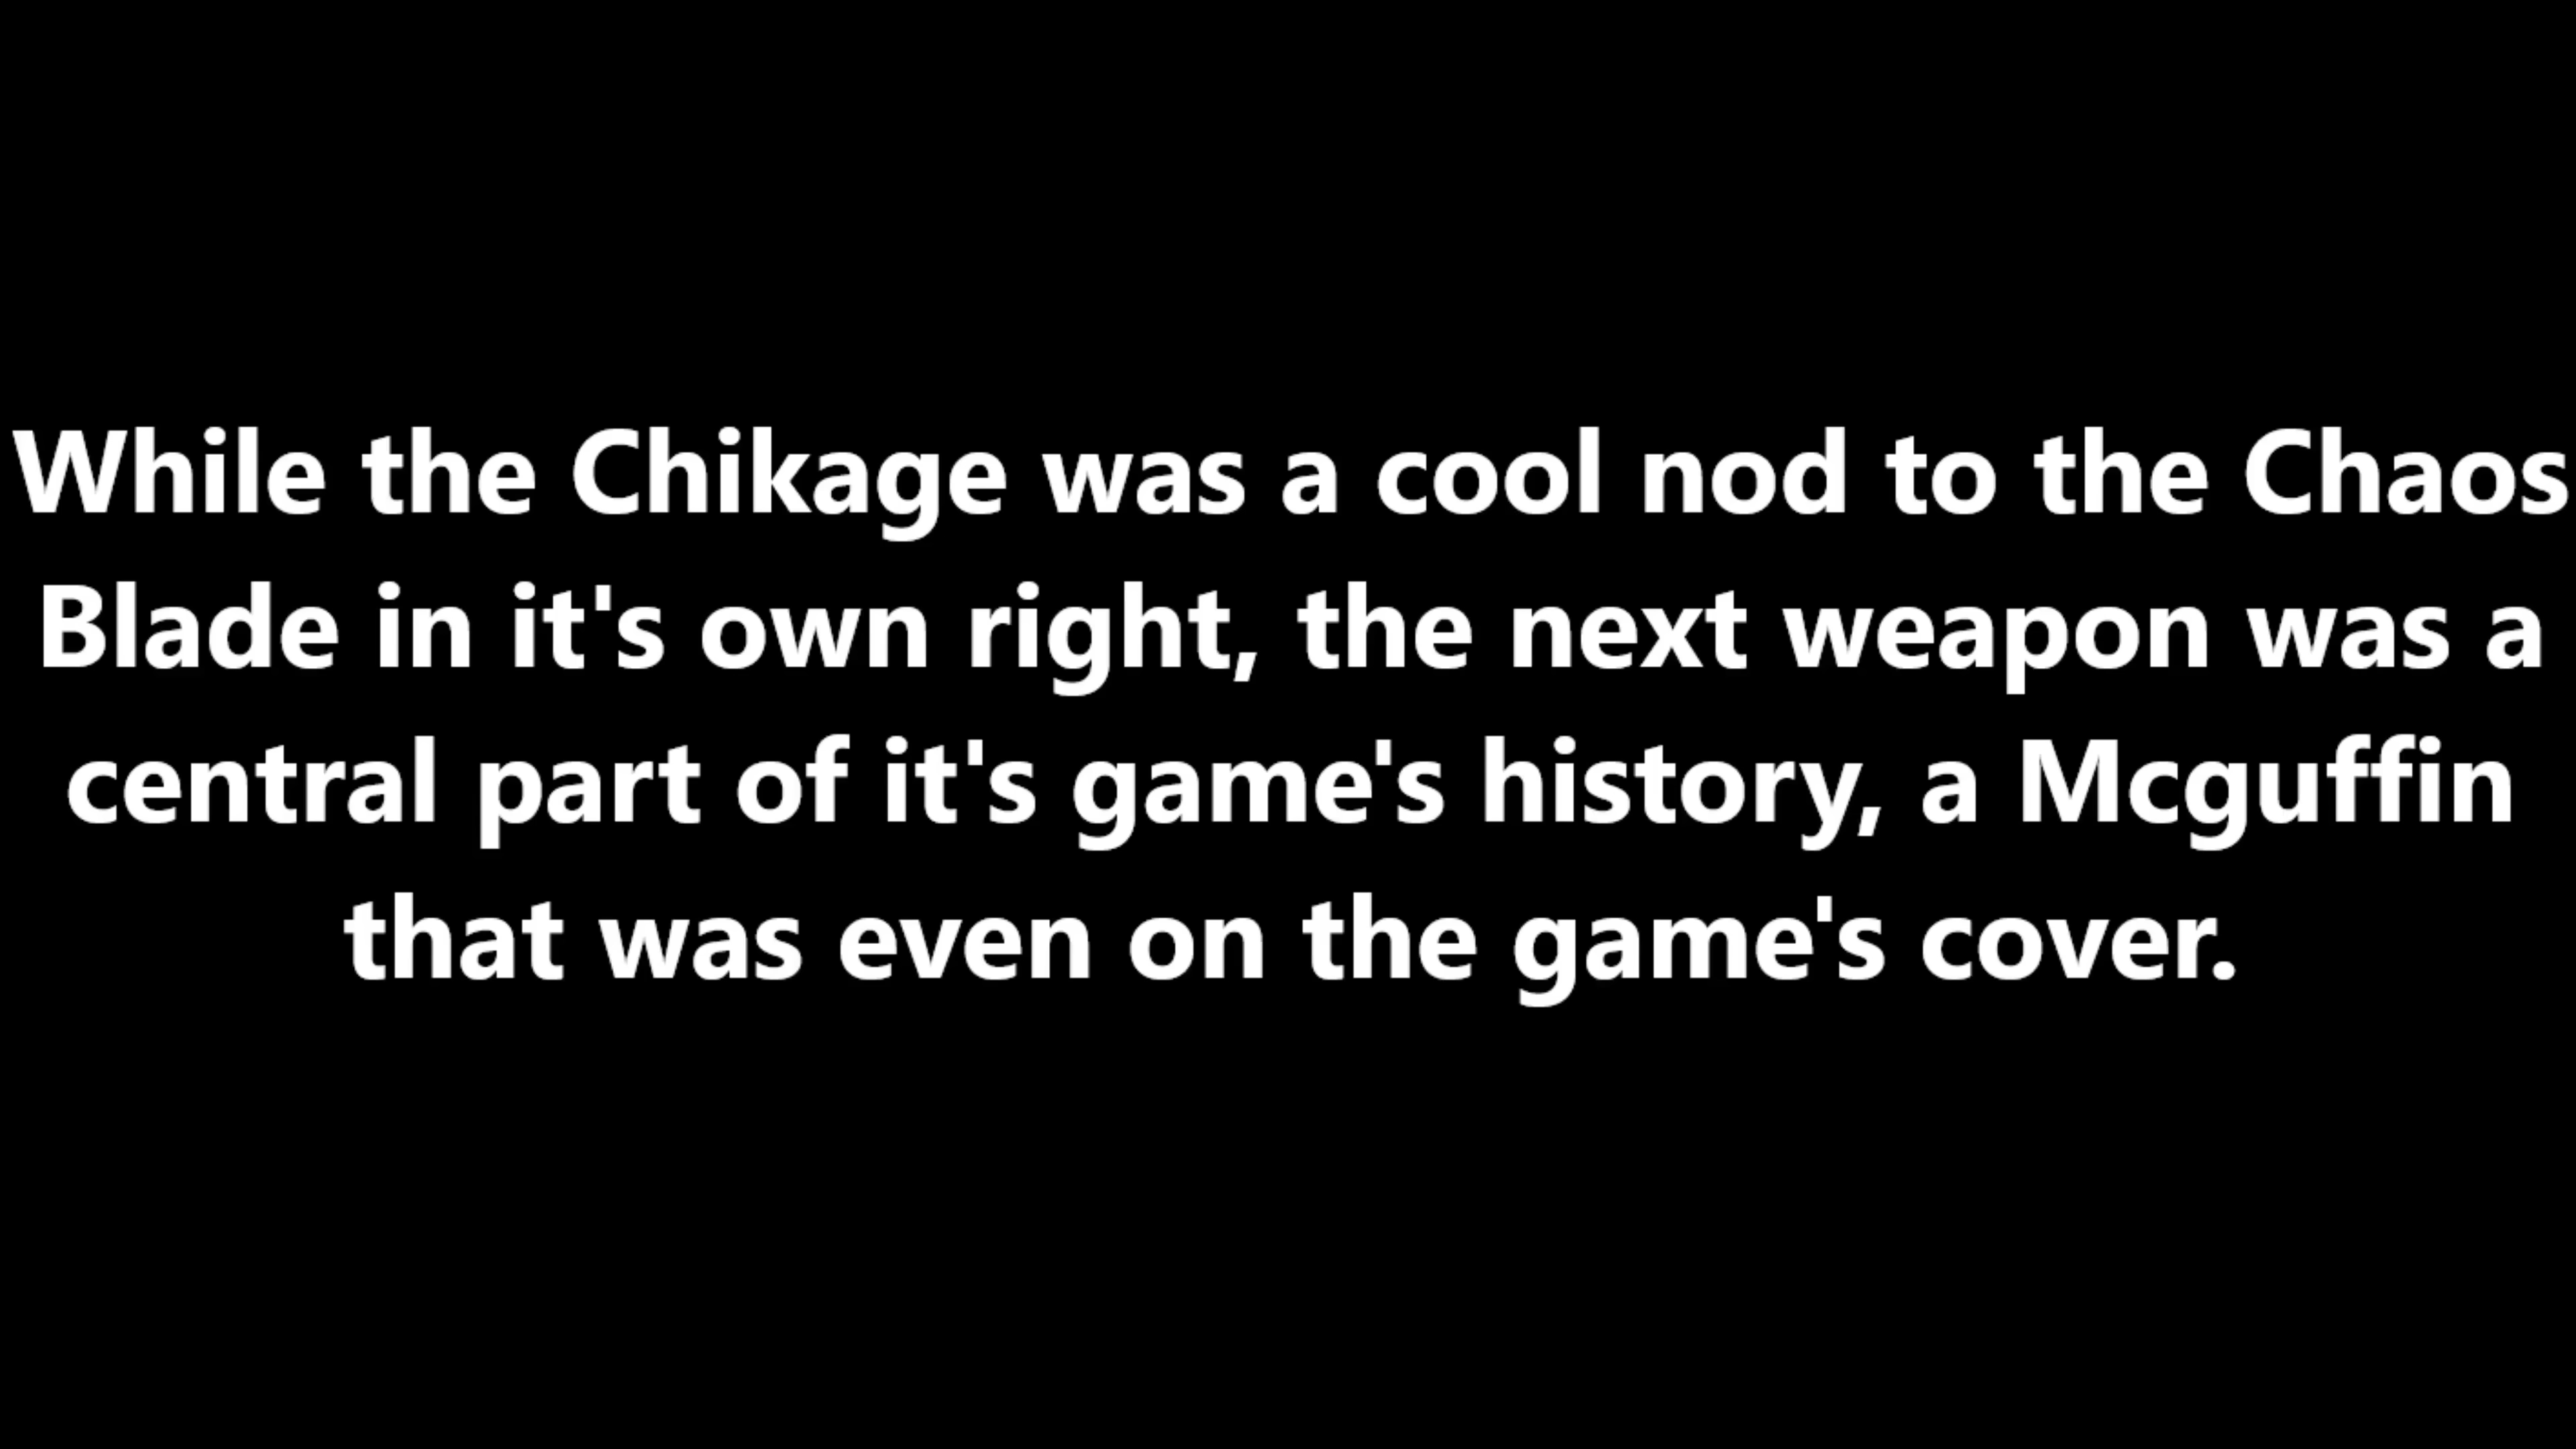 While the Chikage was a cool nod to the Chaos
Blade in it's own right, the next weapon was a
central part of it's game's history, a Mcguffin
that was even on the game's cover.